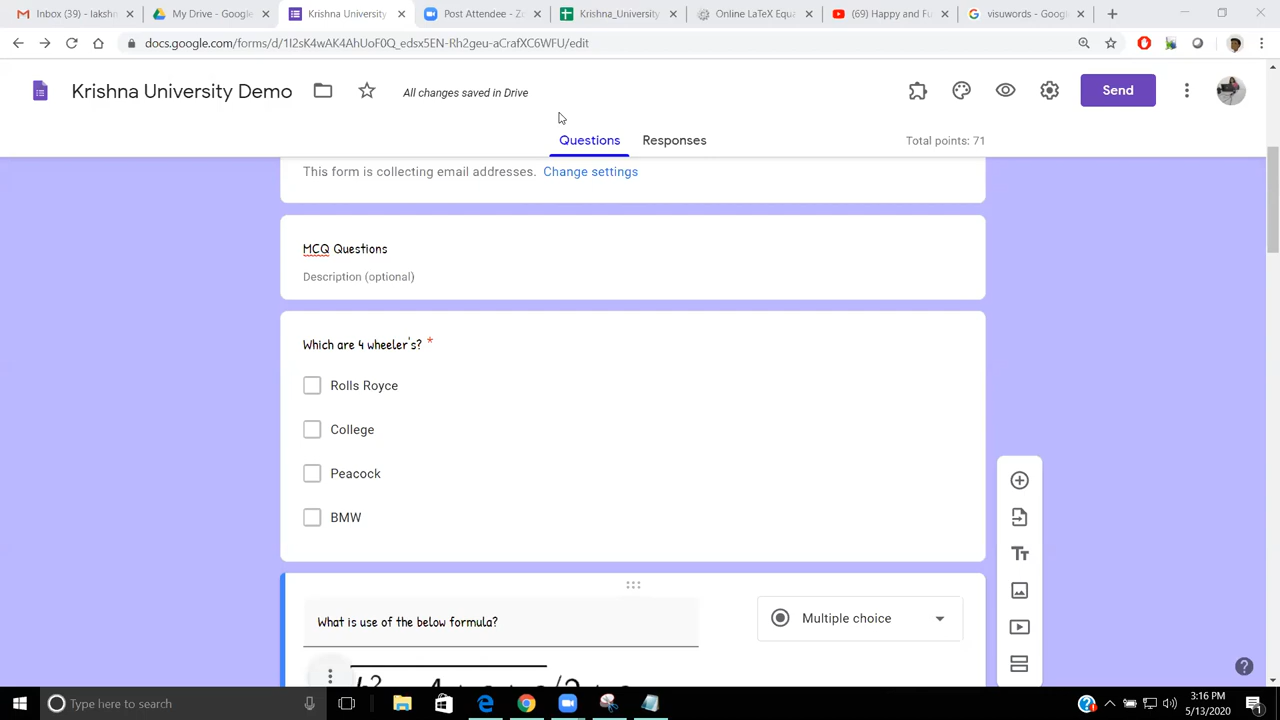 Inbox (39) - lakshr
My Drive - Google
Krishna University
Post Attendee - Zo
Krishna_University
Online LaTeX Equa
(69) Happy and Fu
visuwords - Googl
docs.google.com/forms/d/1I2sK4wAK4AhUoF0Q_edsx5EN-Rh2geu-aCrafXC6WFU/edit
Krishna University Demo
All changes saved in Drive
Send
Questions
Responses
Total points: 71
This form is collecting email addresses. Change settings
MCQ Questions
Description (optional)
Which are 4 wheeler's? *
Rolls Royce
College
Peacock
BMW
What is use of the below formula?
Multiple choice
Type here to search
3:16 PM
5/13/2020